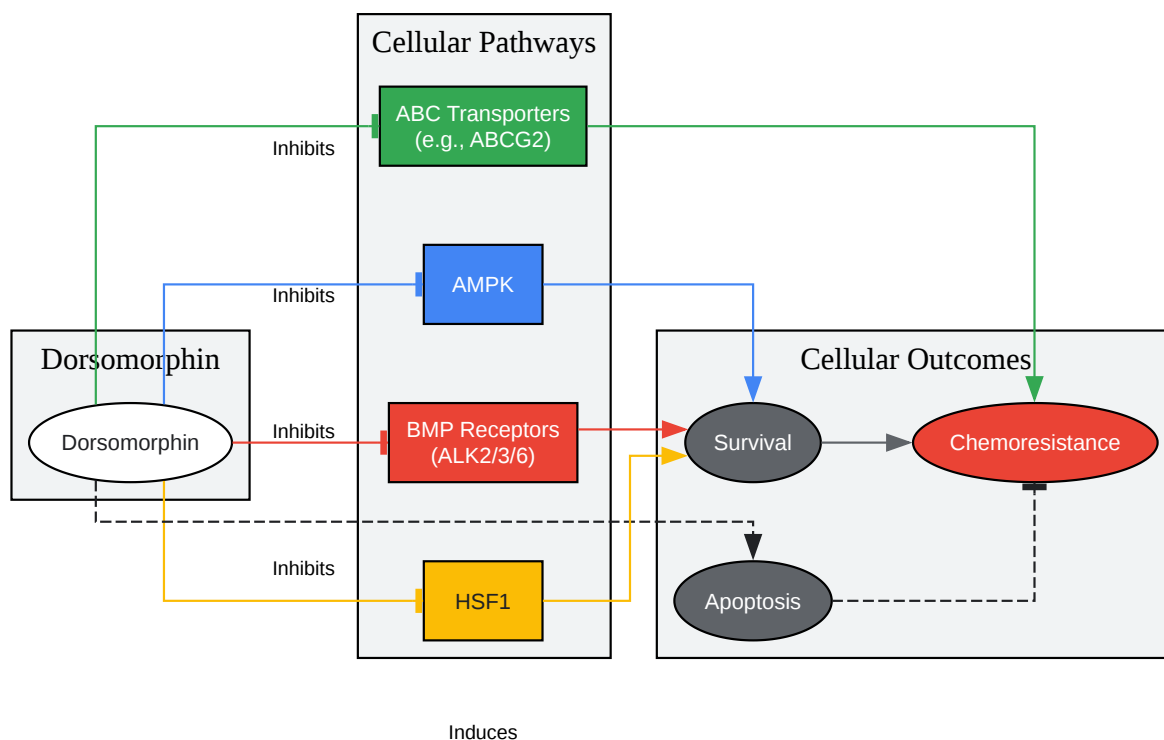 Cellular Pathways
ABC Transporters
(e.g., ABCG2)
Inhibits
AMPK
Inhibits
Dorsomorphin
Cellular Outcomes
Dorsomorphin
Inhibits
BMP Receptors
(ALK2/3/6)
Survival
Chemoresistance
Inhibits
HSF1
Apoptosis
Induces